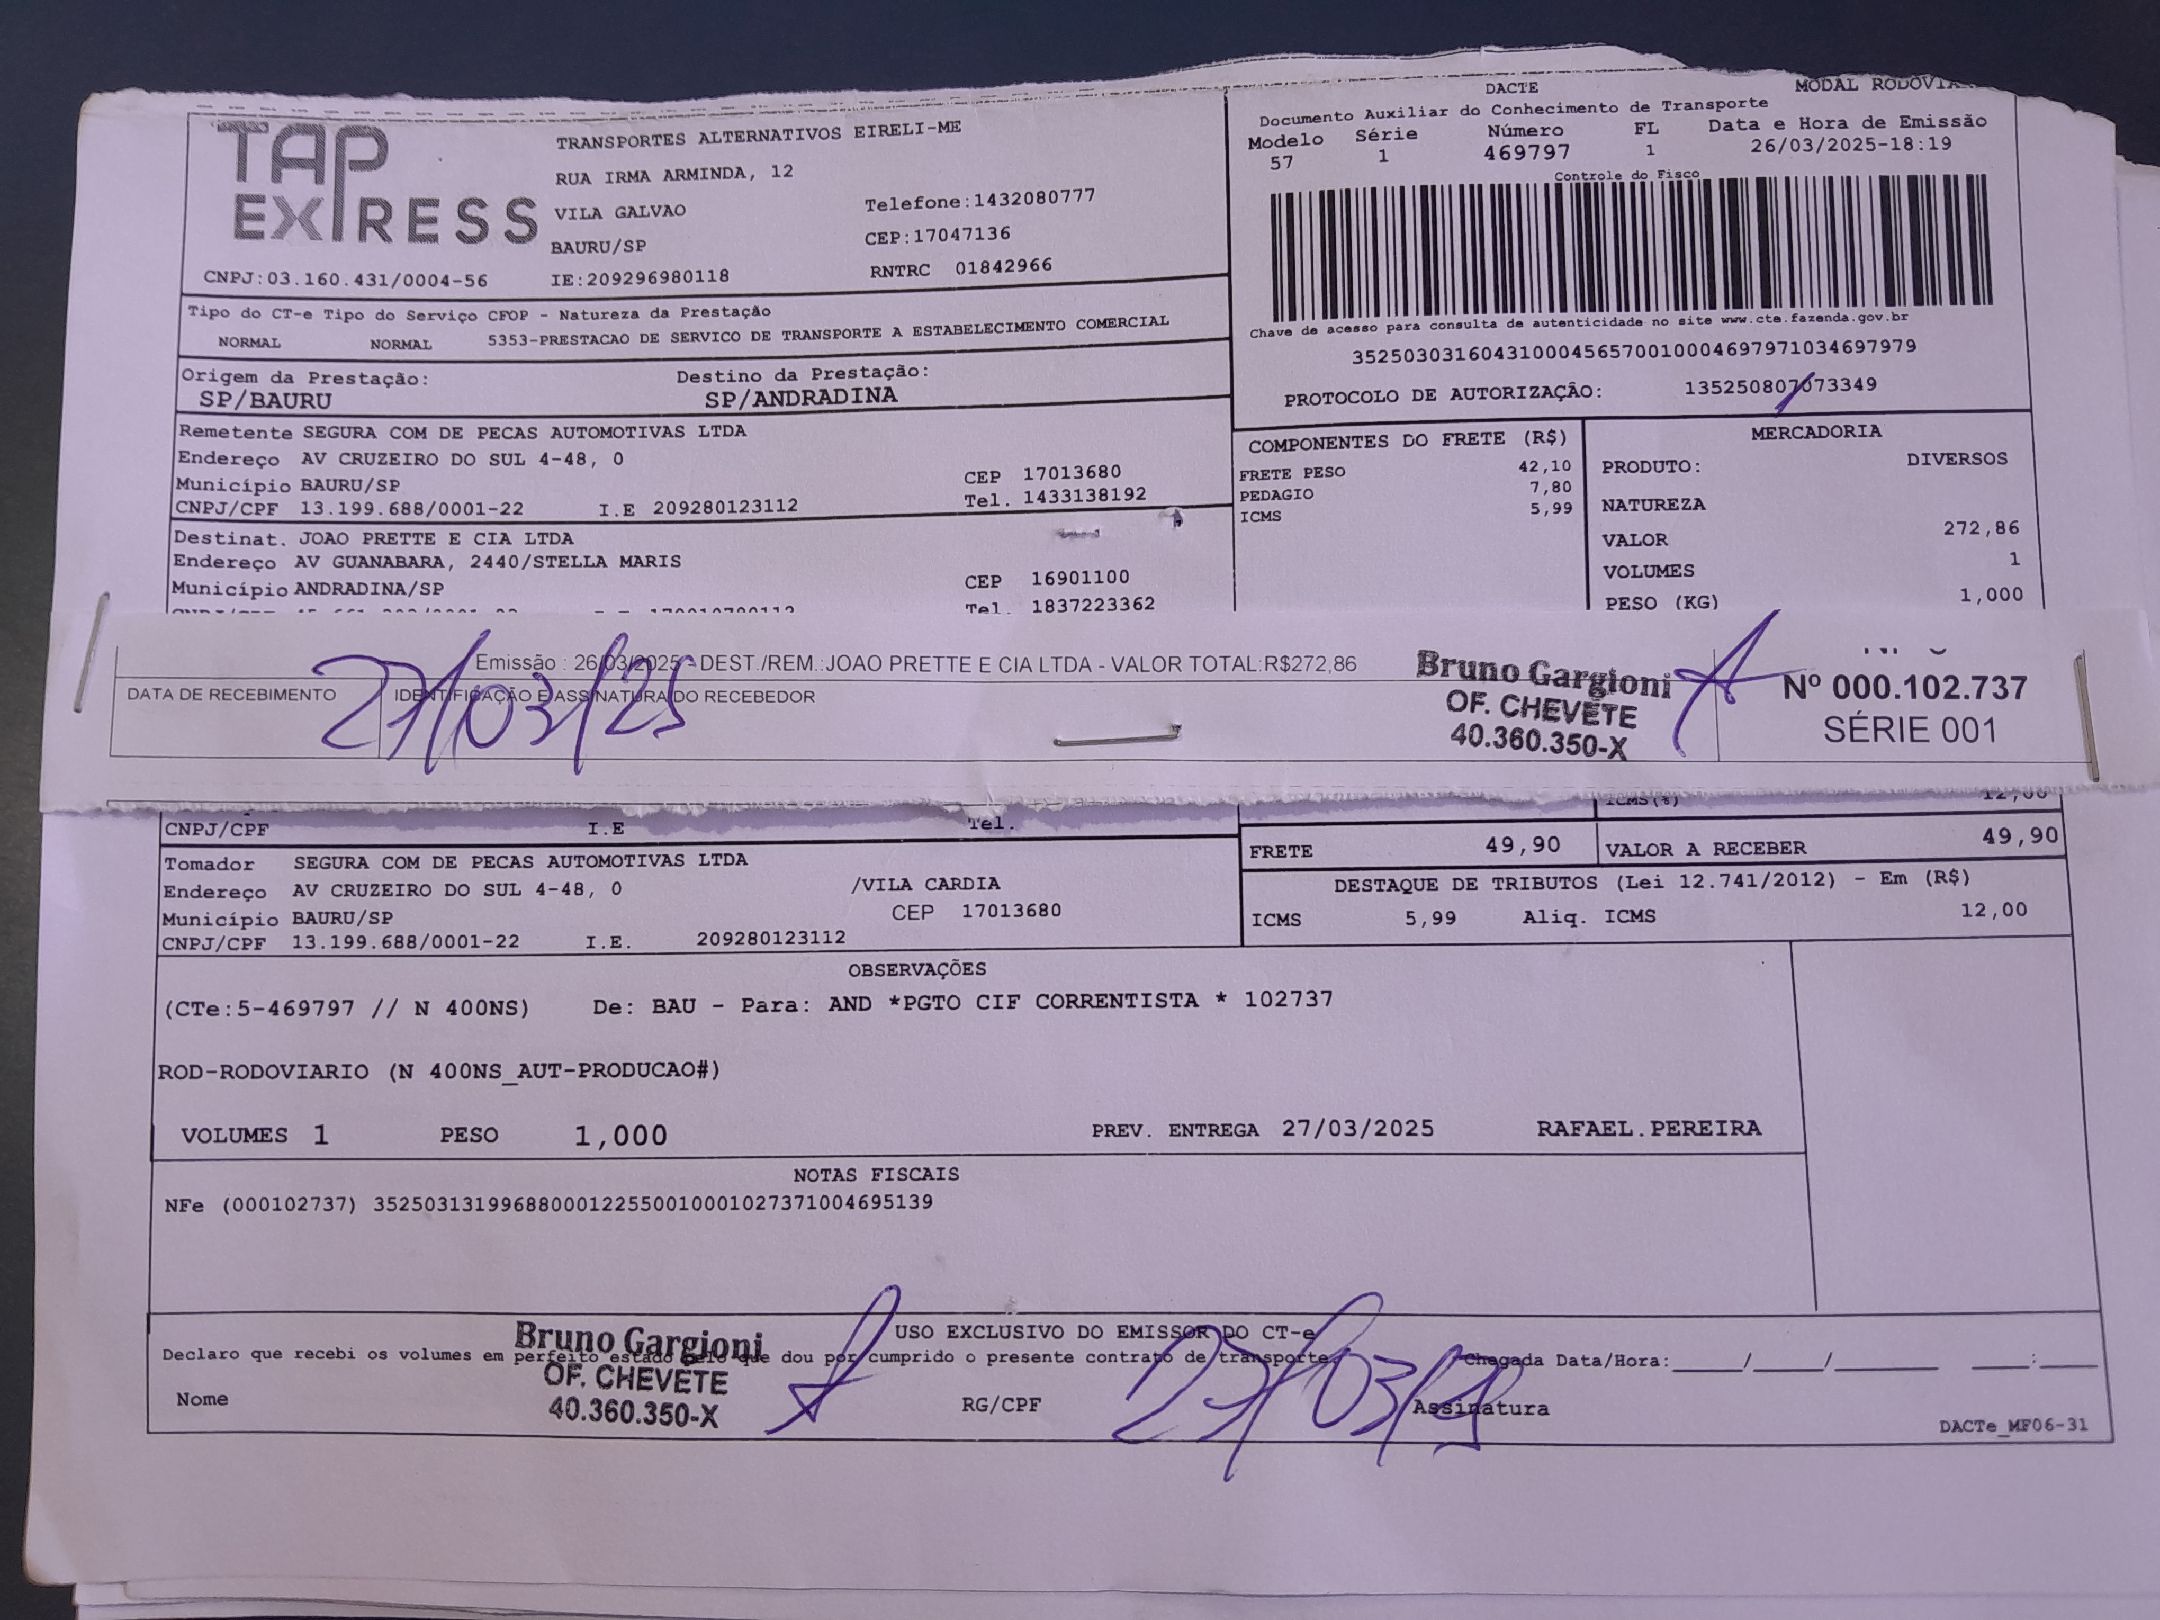 TAP EXPRESS
TRANSPORTES ALTERNATIVOS EIRELI-ME
RUA IRMA ARMINDA, 12
VILA GALVAO Telefone:1432080777
BAURU/SP CEP:17047136
CNPJ:03.160.431/0004-56 IE:209296980118 RNTRC 01842966
DACTE
Documento Auxiliar do Conhecimento de Transporte
Modelo Série Número FL Data e Hora de Emissão
57 1 469797 1 26/03/2025-18:19
Controle do Fisco
Chave de acesso para consulta de autenticidade no site www.cte.fazenda.gov.br
35250303160431000456570010004697971034697979
PROTOCOLO DE AUTORIZAÇÃO: 135250807073349
Tipo do CT-e Tipo do Serviço CFOP - Natureza da Prestação
NORMAL NORMAL 5353-PRESTACAO DE SERVICO DE TRANSPORTE A ESTABELECIMENTO COMERCIAL
Origem da Prestação: Destino da Prestação:
SP/BAURU SP/ANDRADINA
Remetente SEGURA COM DE PECAS AUTOMOTIVAS LTDA
Endereço AV CRUZEIRO DO SUL 4-48, 0
Município BAURU/SP CEP 17013680
CNPJ/CPF 13.199.688/0001-22 I.E 209280123112 Tel. 1433138192
Destinat. JOAO PRETTE E CIA LTDA
Endereço AV GUANABARA, 2440/STELLA MARIS
Município ANDRADINA/SP CEP 16901100
Tel. 1837223362
COMPONENTES DO FRETE (R$)
FRETE PESO 42,10
PEDAGIO 7,80
ICMS 5,99
MERCADORIA
PRODUTO: DIVERSOS
NATUREZA
VALOR 272,86
VOLUMES 1
PESO (KG) 1,000
Emissão : 26/03/2025 - DEST./REM.:JOAO PRETTE E CIA LTDA - VALOR TOTAL:R$272,86
DATA DE RECEBIMENTO IDENTIFICAÇÃO E ASSINATURA DO RECEBEDOR
27/03/25
Bruno Gargioni
OF. CHEVETE
40.360.350-X
Nº 000.102.737
SÉRIE 001
ICMS(%) 12,00
CNPJ/CPF I.E Tel.
FRETE 49,90 VALOR A RECEBER 49,90
Tomador SEGURA COM DE PECAS AUTOMOTIVAS LTDA
Endereço AV CRUZEIRO DO SUL 4-48, 0 /VILA CARDIA
Município BAURU/SP CEP 17013680
CNPJ/CPF 13.199.688/0001-22 I.E. 209280123112
DESTAQUE DE TRIBUTOS (Lei 12.741/2012) - Em (R$)
ICMS 5,99 Aliq. ICMS 12,00
OBSERVAÇÕES
(CTe:5-469797 // N 400NS) De: BAU - Para: AND *PGTO CIF CORRENTISTA * 102737
ROD-RODOVIARIO (N 400NS_AUT-PRODUCAO#)
VOLUMES 1 PESO 1,000 PREV. ENTREGA 27/03/2025 RAFAEL.PEREIRA
NOTAS FISCAIS
NFe (000102737) 35250313199688000122550010001027371004695139
USO EXCLUSIVO DO EMISSOR DO CT-e
Declaro que recebi os volumes em perfeito estado pelo que dou por cumprido o presente contrato de transporte. Chegada Data/Hora:____/____/______ ___:___
Bruno Gargioni
OF. CHEVETE
40.360.350-X
27/03/25
Nome RG/CPF Assinatura
DACTe_MF06-31